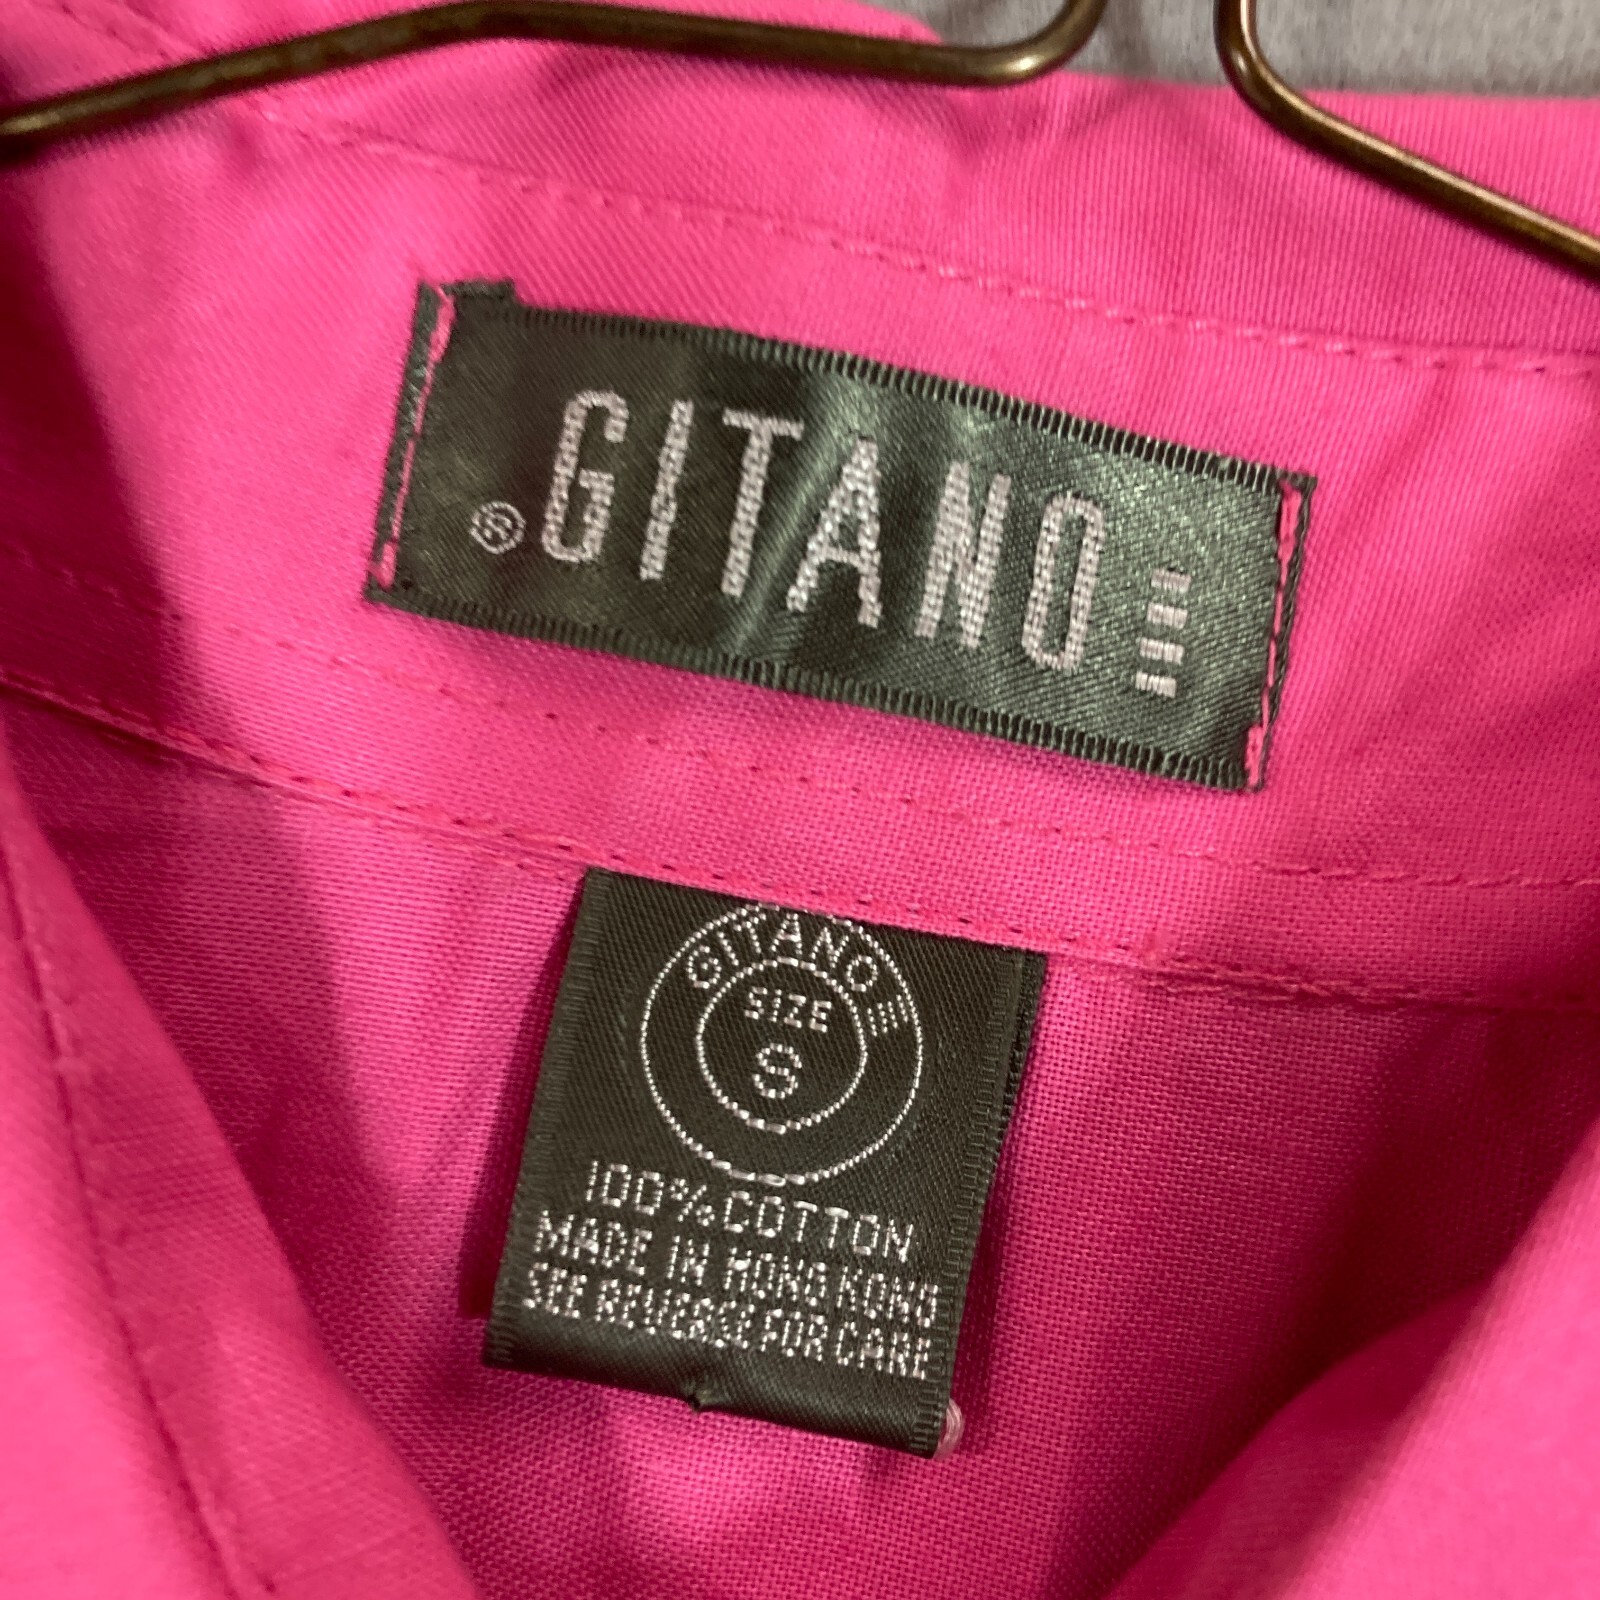 ® GITANO
GITANO
SIZE
S
100% COTTON
MADE IN HONG KONG
SEE REVERSE FOR CARE